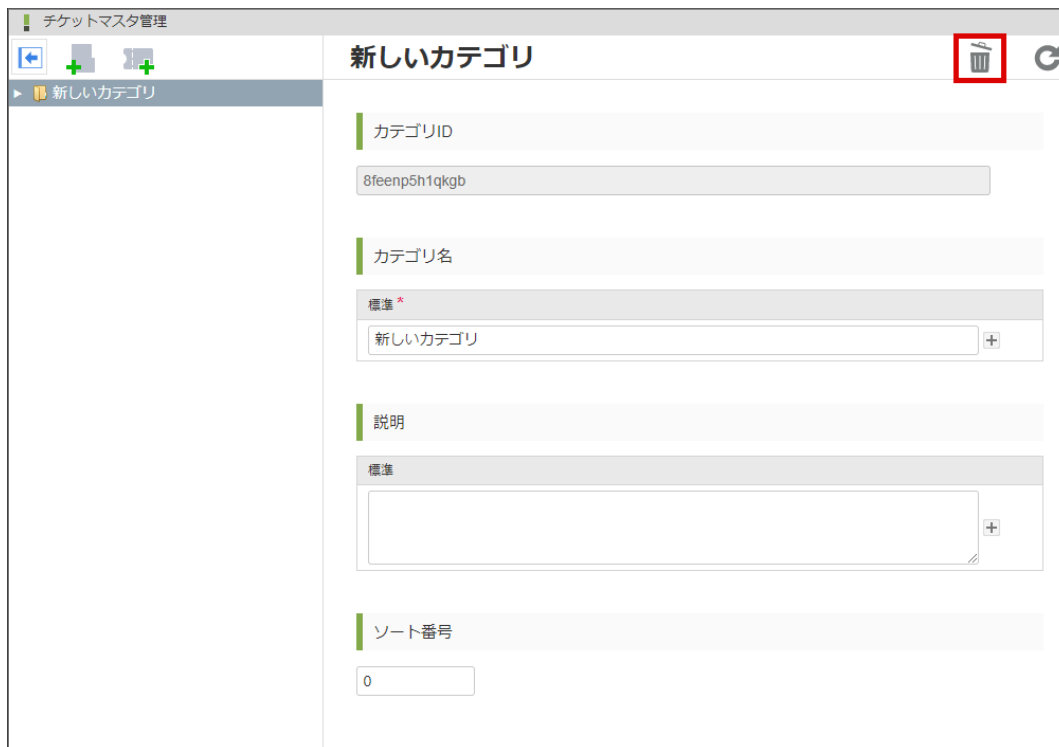 チケットマスタ管理
新しいカテゴリ
新しいカテゴリ
カテゴリID
8feenp5h1qkgb
カテゴリ名
標準 *
新しいカテゴリ
説明
標準
ソート番号
0